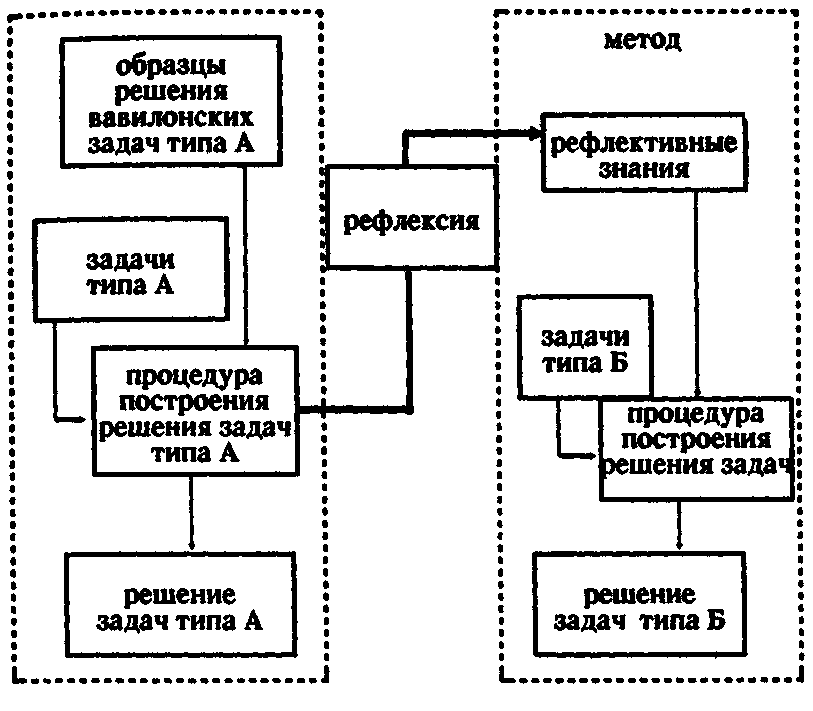 образцы
решения
вавилонских
задач типа А
задачи
типа А
процедура
построения
решения задач
типа А
решение
задач типа А
рефлексия
метод
рефлективные
знания
задачи
типа Б
процедура
построения
решения задач
решение
задач типа Б